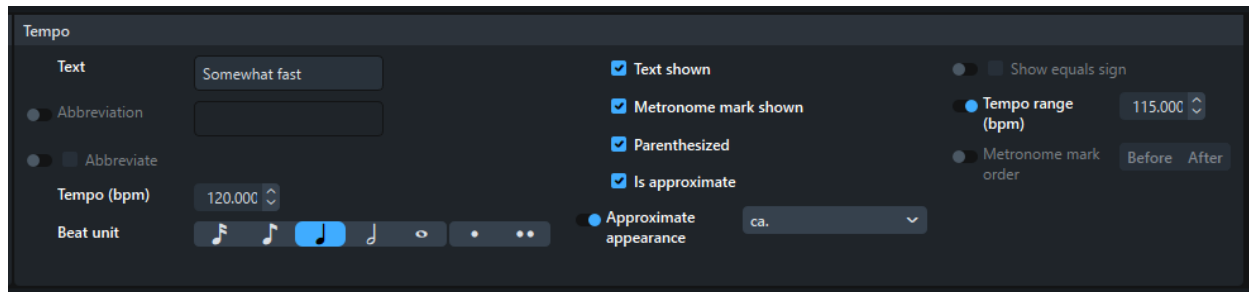 Tempo
Text
Somewhat fast
Abbreviation
Abbreviate
Tempo (bpm)
120.000
Beat unit
Text shown
Metronome mark shown
Parenthesized
Is approximate
Approximate
appearance
ca.
Show equals sign
Tempo range
(bpm)
115.000
Metronome mark
order
Before After